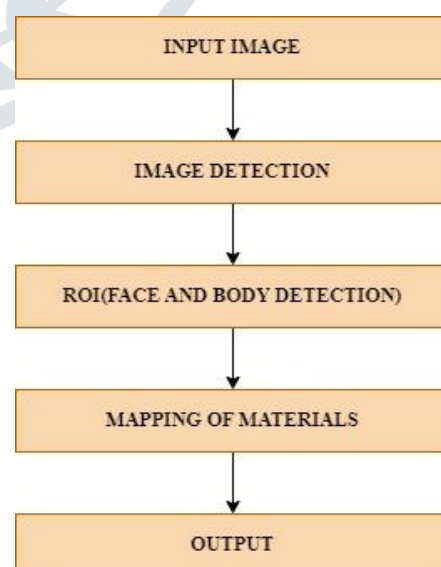 INPUT IMAGE
IMAGE DETECTION
ROI(FACE AND BODY DETECTION)
MAPPING OF MATERIALS
OUTPUT